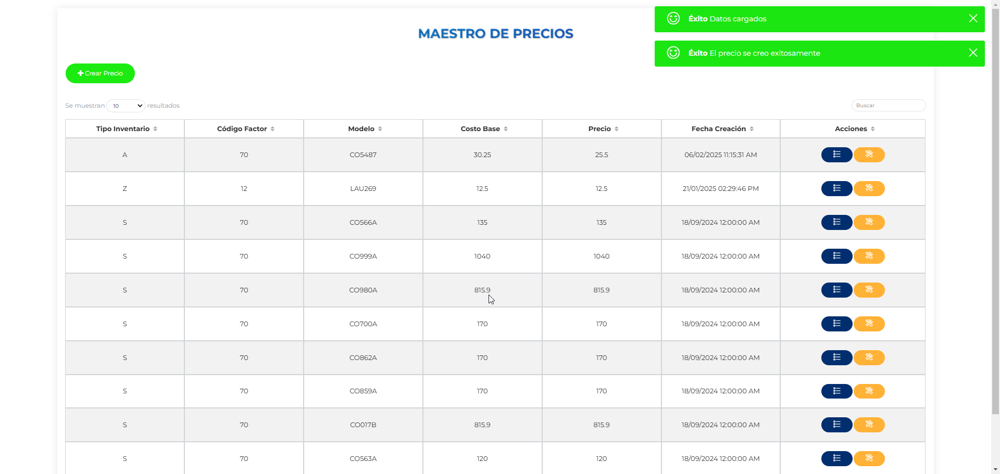 Éxito Datos cargados
MAESTRO DE PRECIOS
Éxito El precio se creo exitosamente
Crear Precio
Se muestran 10 resultados
Buscar
Tipo Inventario Código Factor Modelo Costo Base Precio Fecha Creación Acciones
A 70 CO5487 30.25 25.5 06/02/2025 11:15:31 AM
Z 12 LAU269 12.5 12.5 21/01/2025 02:29:46 PM
S 70 CO566A 135 135 18/09/2024 12:00:00 AM
S 70 CO999A 1040 1040 18/09/2024 12:00:00 AM
S 70 CO980A 815.9 815.9 18/09/2024 12:00:00 AM
S 70 CO700A 170 170 18/09/2024 12:00:00 AM
S 70 CO862A 170 170 18/09/2024 12:00:00 AM
S 70 CO859A 170 170 18/09/2024 12:00:00 AM
S 70 CO017B 815.9 815.9 18/09/2024 12:00:00 AM
S 70 CO563A 120 120 18/09/2024 12:00:00 AM